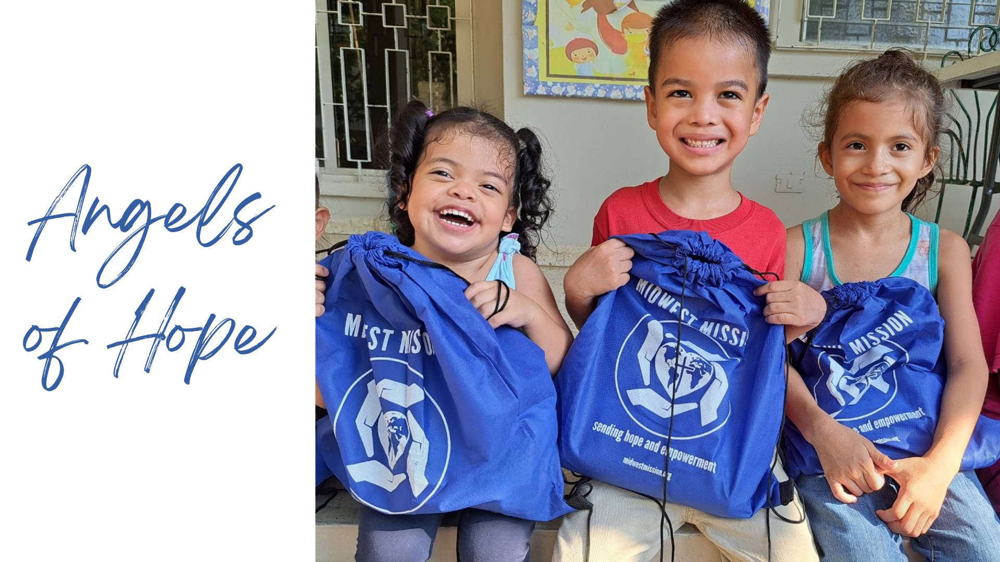 Angels
of Hope
MIDWEST MISSI
sending hope and empowerment
midwestmission.org
MISSION
and empowerment